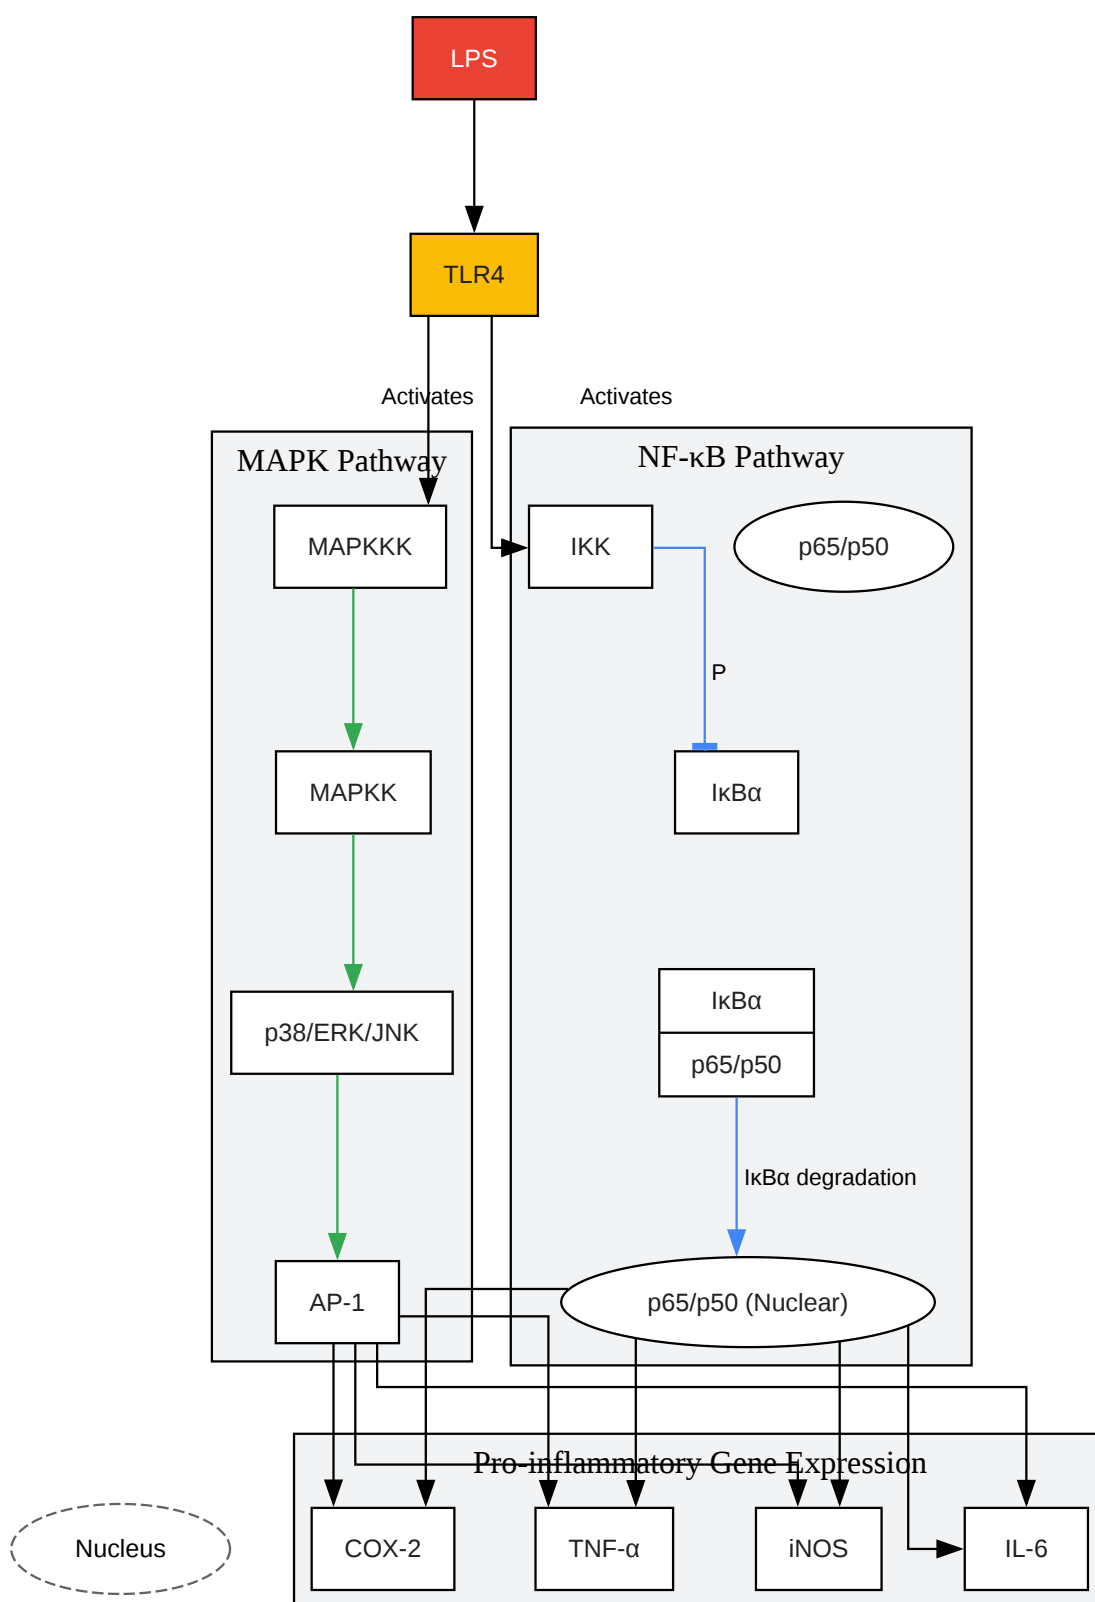 LPS
TLR4
Activates
Activates
MAPK Pathway
NF-κB Pathway
MAPKKK
IKK
p65/p50
P
MAPKK
IκBα
IκBα
p38/ERK/JNK
p65/p50
IκBα degradation
AP-1
p65/p50 (Nuclear)
Pro-inflammatory Gene Expression
Nucleus
COX-2
TNF-α
iNOS
IL-6